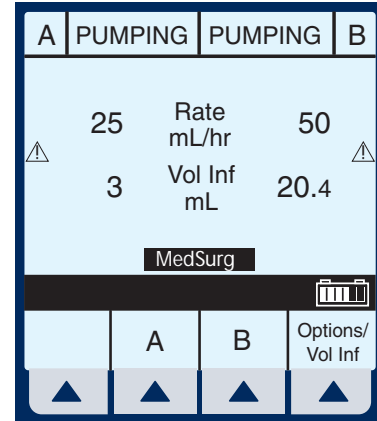 A PUMPING PUMPING B
25 Rate mL/hr 50
3 Vol Inf mL 20.4
MedSurg
A B Options/ Vol Inf